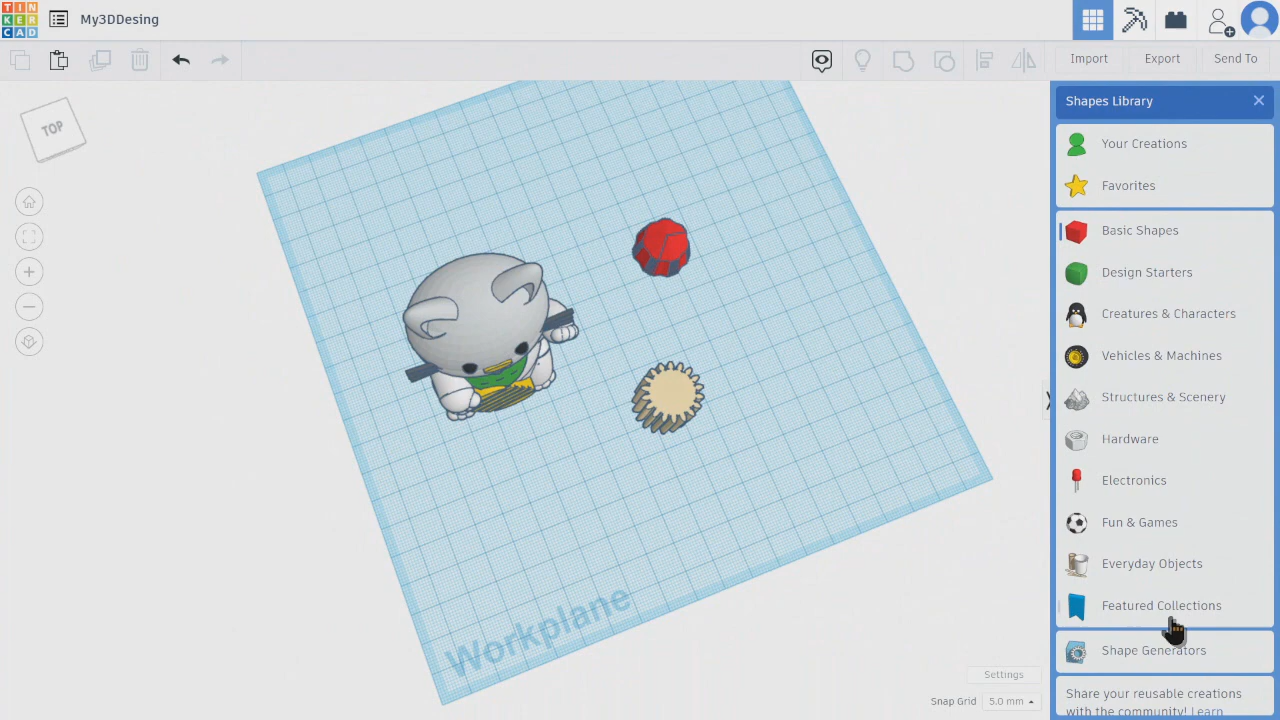 TIN
KER
CAD
My3DDesing
Import
Export
Send To
TOP
Workplane
Settings
Snap Grid
5.0 mm
Shapes Library
Your Creations
Favorites
Basic Shapes
Design Starters
Creatures & Characters
Vehicles & Machines
Structures & Scenery
Hardware
Electronics
Fun & Games
Everyday Objects
Featured Collections
Shape Generators
Share your reusable creations
with the community! Learn